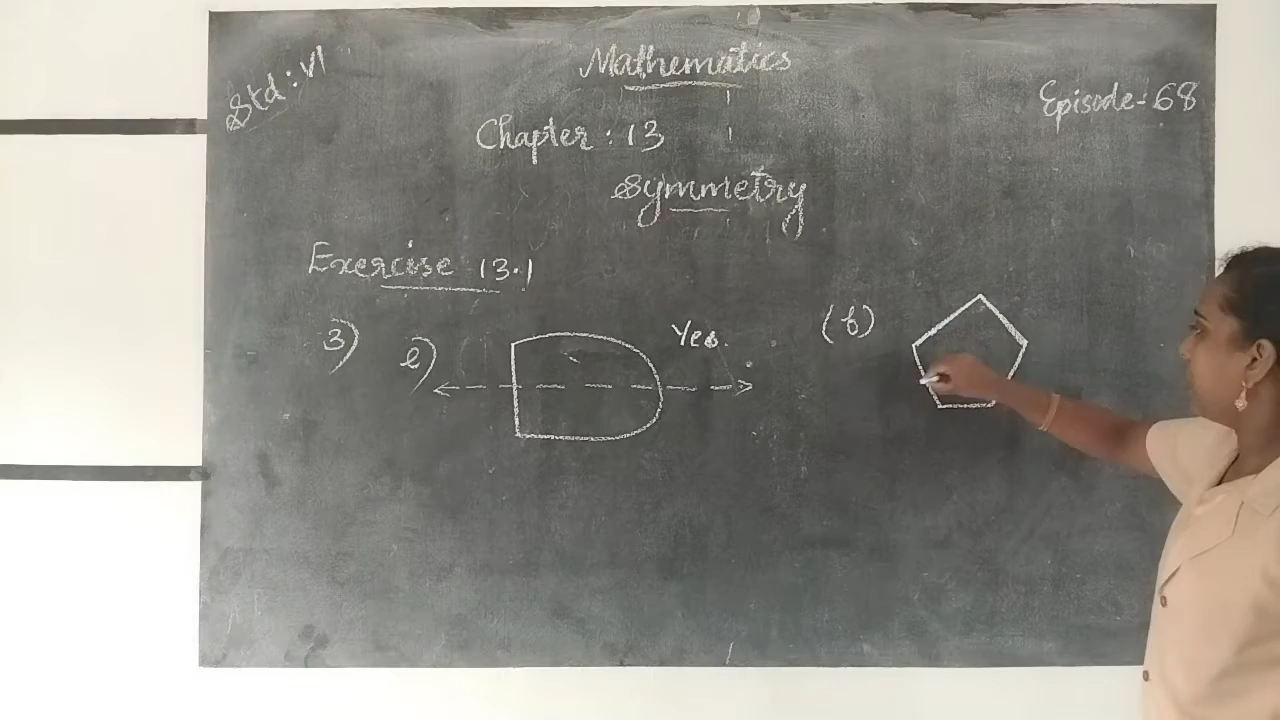 Std: VI
Mathematics
Episode-68
Chapter: 13
Symmetry
Exercise 13.1
3) e) Yes. (f)